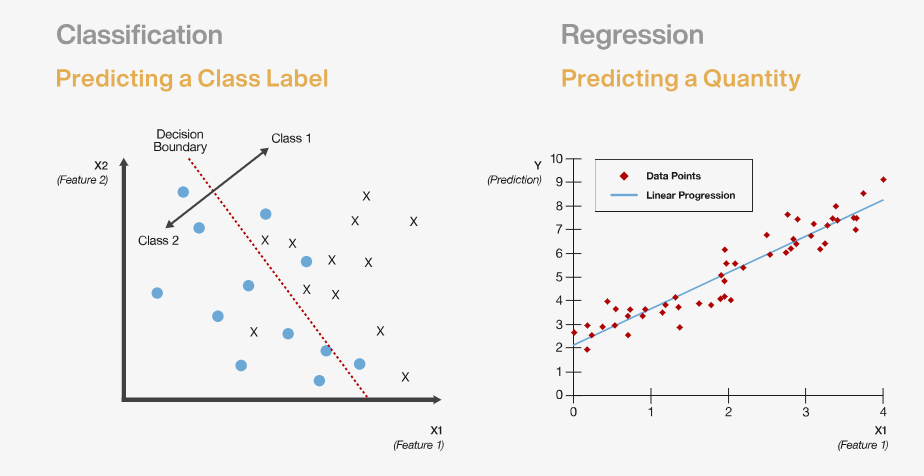 Classification
Predicting a Class Label
Decision
Boundary
Class 1
X2
(Feature 2)
Class 2
X
X
X
X
X
X
X
X
X
X
X
X
X1
(Feature 1)
Regression
Predicting a Quantity
Y
(Prediction)
10
9
8
7
6
5
4
3
2
1
0
Data Points
Linear Progression
0
1
2
3
4
X1
(Feature 1)